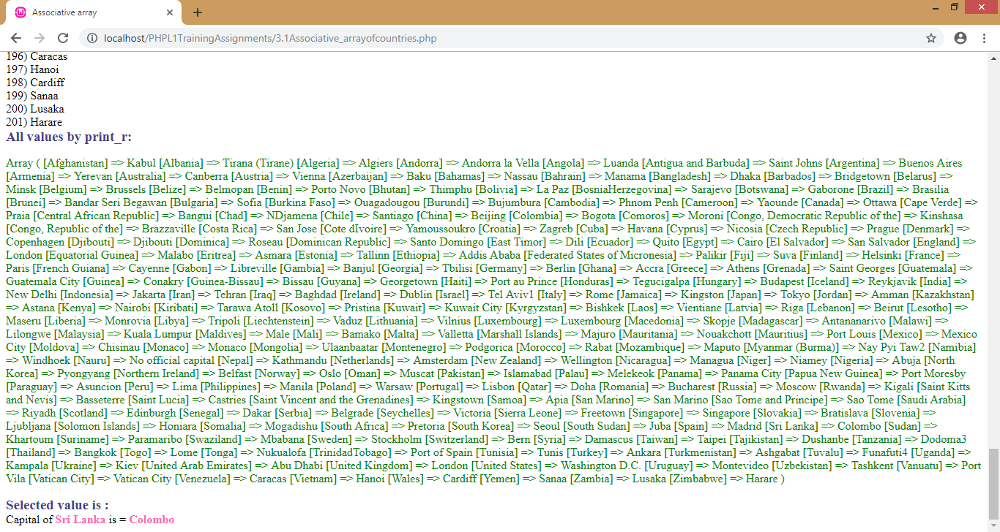 Associative array
localhost/PHPL1TrainingAssignments/3.1Associative_arrayofcountries.php
196) Caracas
197) Hanoi
198) Cardiff
199) Sanaa
200) Lusaka
201) Harare
All values by print_r:
Array ( [Afghanistan] => Kabul [Albania] => Tirana (Tirane) [Algeria] => Algiers [Andorra] => Andorra la Vella [Angola] => Luanda [Antigua and Barbuda] => Saint Johns [Argentina] => Buenos Aires
[Armenia] => Yerevan [Australia] => Canberra [Austria] => Vienna [Azerbaijan] => Baku [Bahamas] => Nassau [Bahrain] => Manama [Bangladesh] => Dhaka [Barbados] => Bridgetown [Belarus] =>
Minsk [Belgium] => Brussels [Belize] => Belmopan [Benin] => Porto Novo [Bhutan] => Thimphu [Bolivia] => La Paz [BosniaHerzegovina] => Sarajevo [Botswana] => Gaborone [Brazil] => Brasilia
[Brunei] => Bandar Seri Begawan [Bulgaria] => Sofia [Burkina Faso] => Ouagadougou [Burundi] => Bujumbura [Cambodia] => Phnom Penh [Cameroon] => Yaounde [Canada] => Ottawa [Cape Verde] =>
Praia [Central African Republic] => Bangui [Chad] => NDjamena [Chile] => Santiago [China] => Beijing [Colombia] => Bogota [Comoros] => Moroni [Congo, Democratic Republic of the] => Kinshasa
[Congo, Republic of the] => Brazzaville [Costa Rica] => San Jose [Cote dIvoire] => Yamoussoukro [Croatia] => Zagreb [Cuba] => Havana [Cyprus] => Nicosia [Czech Republic] => Prague [Denmark] =>
Copenhagen [Djibouti] => Djibouti [Dominica] => Roseau [Dominican Republic] => Santo Domingo [East Timor] => Dili [Ecuador] => Quito [Egypt] => Cairo [El Salvador] => San Salvador [England] =>
London [Equatorial Guinea] => Malabo [Eritrea] => Asmara [Estonia] => Tallinn [Ethiopia] => Addis Ababa [Federated States of Micronesia] => Palikir [Fiji] => Suva [Finland] => Helsinki [France] =>
Paris [French Guiana] => Cayenne [Gabon] => Libreville [Gambia] => Banjul [Georgia] => Tbilisi [Germany] => Berlin [Ghana] => Accra [Greece] => Athens [Grenada] => Saint Georges [Guatemala] =>
Guatemala City [Guinea] => Conakry [Guinea-Bissau] => Bissau [Guyana] => Georgetown [Haiti] => Port au Prince [Honduras] => Tegucigalpa [Hungary] => Budapest [Iceland] => Reykjavik [India] =>
New Delhi [Indonesia] => Jakarta [Iran] => Tehran [Iraq] => Baghdad [Ireland] => Dublin [Israel] => Tel Aviv1 [Italy] => Rome [Jamaica] => Kingston [Japan] => Tokyo [Jordan] => Amman [Kazakhstan]
=> Astana [Kenya] => Nairobi [Kiribati] => Tarawa Atoll [Kosovo] => Pristina [Kuwait] => Kuwait City [Kyrgyzstan] => Bishkek [Laos] => Vientiane [Latvia] => Riga [Lebanon] => Beirut [Lesotho] =>
Maseru [Liberia] => Monrovia [Libya] => Tripoli [Liechtenstein] => Vaduz [Lithuania] => Vilnius [Luxembourg] => Luxembourg [Macedonia] => Skopje [Madagascar] => Antananarivo [Malawi] =>
Lilongwe [Malaysia] => Kuala Lumpur [Maldives] => Male [Mali] => Bamako [Malta] => Valletta [Marshall Islands] => Majuro [Mauritania] => Nouakchott [Mauritius] => Port Louis [Mexico] => Mexico
City [Moldova] => Chisinau [Monaco] => Monaco [Mongolia] => Ulaanbaatar [Montenegro] => Podgorica [Morocco] => Rabat [Mozambique] => Maputo [Myanmar (Burma)] => Nay Pyi Taw2 [Namibia]
=> Windhoek [Nauru] => No official capital [Nepal] => Kathmandu [Netherlands] => Amsterdam [New Zealand] => Wellington [Nicaragua] => Managua [Niger] => Niamey [Nigeria] => Abuja [North
Korea] => Pyongyang [Northern Ireland] => Belfast [Norway] => Oslo [Oman] => Muscat [Pakistan] => Islamabad [Palau] => Melekeok [Panama] => Panama City [Papua New Guinea] => Port Moresby
[Paraguay] => Asuncion [Peru] => Lima [Philippines] => Manila [Poland] => Warsaw [Portugal] => Lisbon [Qatar] => Doha [Romania] => Bucharest [Russia] => Moscow [Rwanda] => Kigali [Saint Kitts
and Nevis] => Basseterre [Saint Lucia] => Castries [Saint Vincent and the Grenadines] => Kingstown [Samoa] => Apia [San Marino] => San Marino [Sao Tome and Principe] => Sao Tome [Saudi Arabia]
=> Riyadh [Scotland] => Edinburgh [Senegal] => Dakar [Serbia] => Belgrade [Seychelles] => Victoria [Sierra Leone] => Freetown [Singapore] => Singapore [Slovakia] => Bratislava [Slovenia] =>
Ljubljana [Solomon Islands] => Honiara [Somalia] => Mogadishu [South Africa] => Pretoria [South Korea] => Seoul [South Sudan] => Juba [Spain] => Madrid [Sri Lanka] => Colombo [Sudan] =>
Khartoum [Suriname] => Paramaribo [Swaziland] => Mbabana [Sweden] => Stockholm [Switzerland] => Bern [Syria] => Damascus [Taiwan] => Taipei [Tajikistan] => Dushanbe [Tanzania] => Dodoma3
[Thailand] => Bangkok [Togo] => Lome [Tonga] => Nukualofa [TrinidadTobago] => Port of Spain [Tunisia] => Tunis [Turkey] => Ankara [Turkmenistan] => Ashgabat [Tuvalu] => Funafuti4 [Uganda] =>
Kampala [Ukraine] => Kiev [United Arab Emirates] => Abu Dhabi [United Kingdom] => London [United States] => Washington D.C. [Uruguay] => Montevideo [Uzbekistan] => Tashkent [Vanuatu] => Port
Vila [Vatican City] => Vatican City [Venezuela] => Caracas [Vietnam] => Hanoi [Wales] => Cardiff [Yemen] => Sanaa [Zambia] => Lusaka [Zimbabwe] => Harare )
Selected value is :
Capital of Sri Lanka is = Colombo